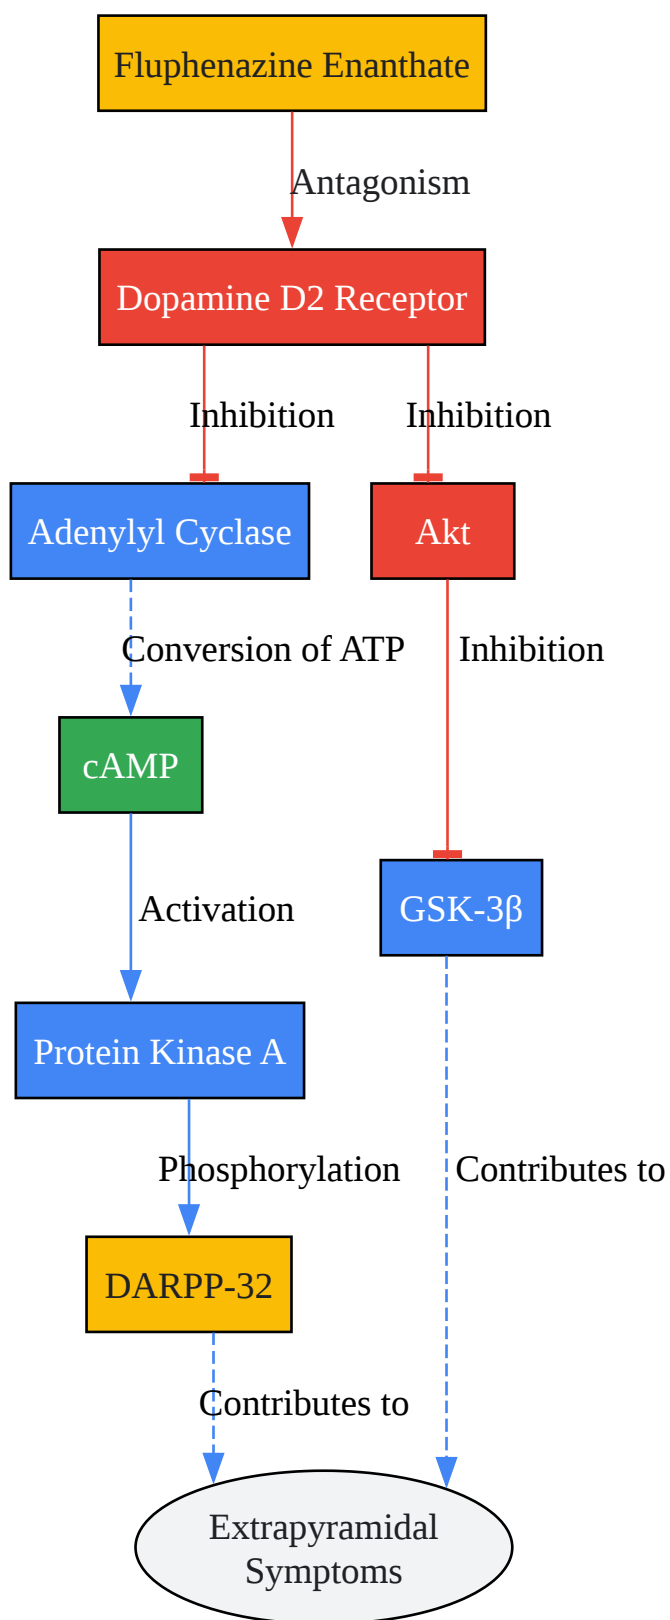 Fluphenazine Enanthate
Antagonism
Dopamine D2 Receptor
Inhibition
Inhibition
Adenylyl Cyclase
Akt
Conversion of ATP
Inhibition
cAMP
Activation
GSK-3β
Protein Kinase A
Phosphorylation
Contributes to
DARPP-32
Contributes to
Extrapyramidal
Symptoms